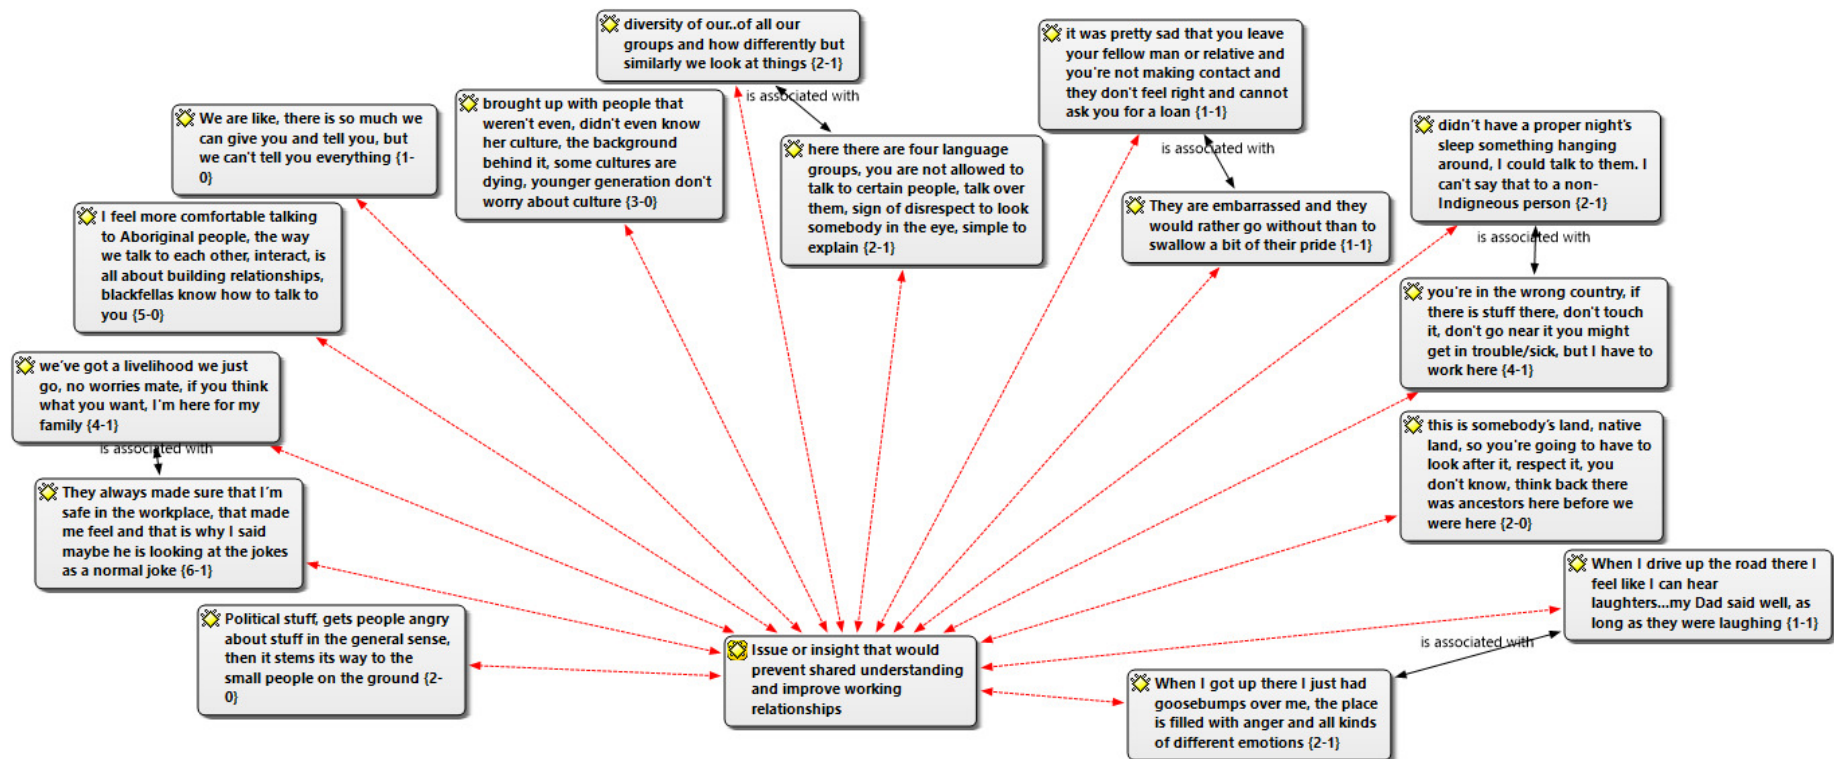 diversity of our..of all our
groups and how differently but
similarly we look at things {2-1}
is associated with
it was pretty sad that you leave
your fellow man or relative and
you're not making contact and
they don't feel right and cannot
ask you for a loan {1-1}
is associated with
brought up with people that
weren't even, didn't even know
her culture, the background
behind it, some cultures are
dying, younger generation don't
worry about culture {3-0}
We are like, there is so much we
can give you and tell you, but
we can't tell you everything {1-
0}
here there are four language
groups, you are not allowed to
talk to certain people, talk over
them, sign of disrespect to look
somebody in the eye, simple to
explain {2-1}
didn't have a proper night's
sleep something hanging
around, I could talk to them. I
can't say that to a non-
Indigneous person {2-1}
is associated with
They are embarrassed and they
would rather go without than to
swallow a bit of their pride {1-1}
I feel more comfortable talking
to Aboriginal people, the way
we talk to each other, interact, is
all about building relationships,
blackfellas know how to talk to
you {5-0}
you're in the wrong country, if
there is stuff there, don't touch
it, don't go near it you might
get in trouble/sick, but I have to
work here {4-1}
we've got a livelihood we just
go, no worries mate, if you think
what you want, I'm here for my
family {4-1}
is associated with
this is somebody's land, native
land, so you're going to have to
look after it, respect it, you
don't know, think back there
was ancestors here before we
were here {2-0}
They always made sure that I'm
safe in the workplace, that made
me feel and that is why I said
maybe he is looking at the jokes
as a normal joke {6-1}
When I drive up the road there I
feel like I can hear
laughters...my Dad said well, as
long as they were laughing {1-1}
is associated with
Political stuff, gets people angry
about stuff in the general sense,
then it stems its way to the
small people on the ground {2-
0}
Issue or insight that would
prevent shared understanding
and improve working
relationships
When I got up there I just had
goosebumps over me, the place
is filled with anger and all kinds
of different emotions {2-1}